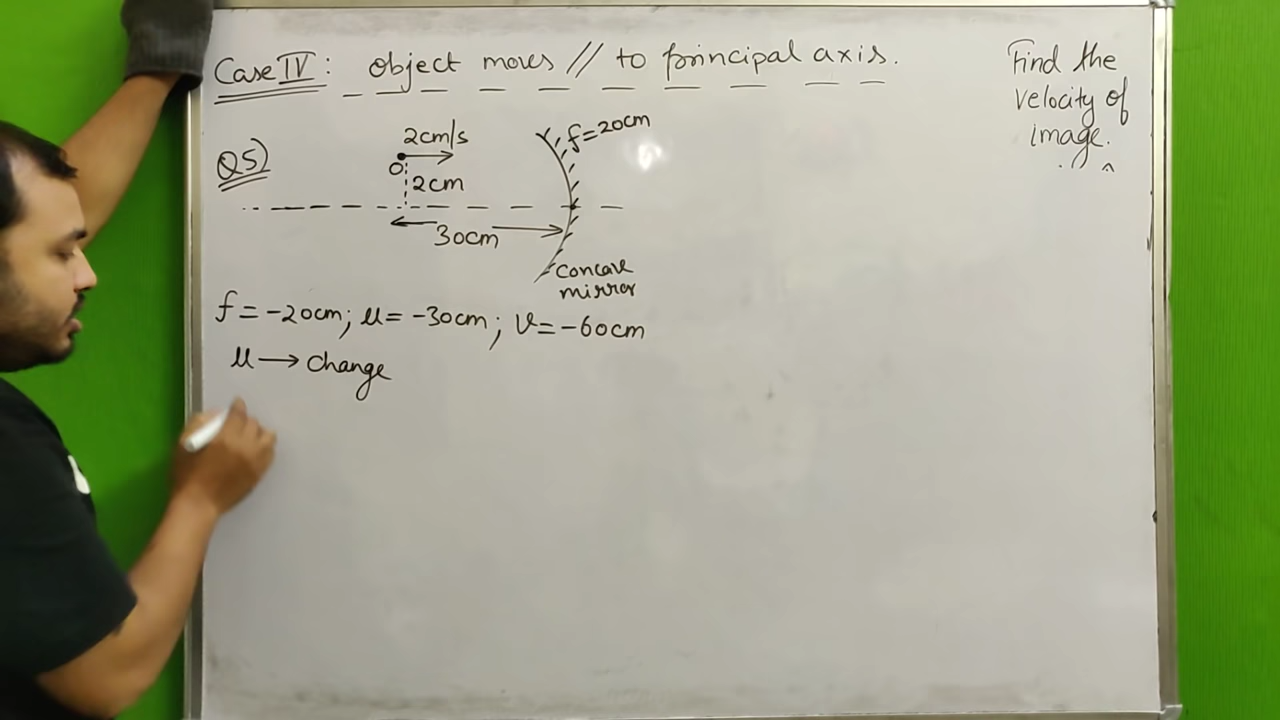 Case IV: object moves // to principal axis.
Find the
velocity of
image.
Q5)
2cm/s
f=20cm
O
2cm
30cm
concave
mirror
f=-20cm; u= -30cm; v=-60cm
u → change